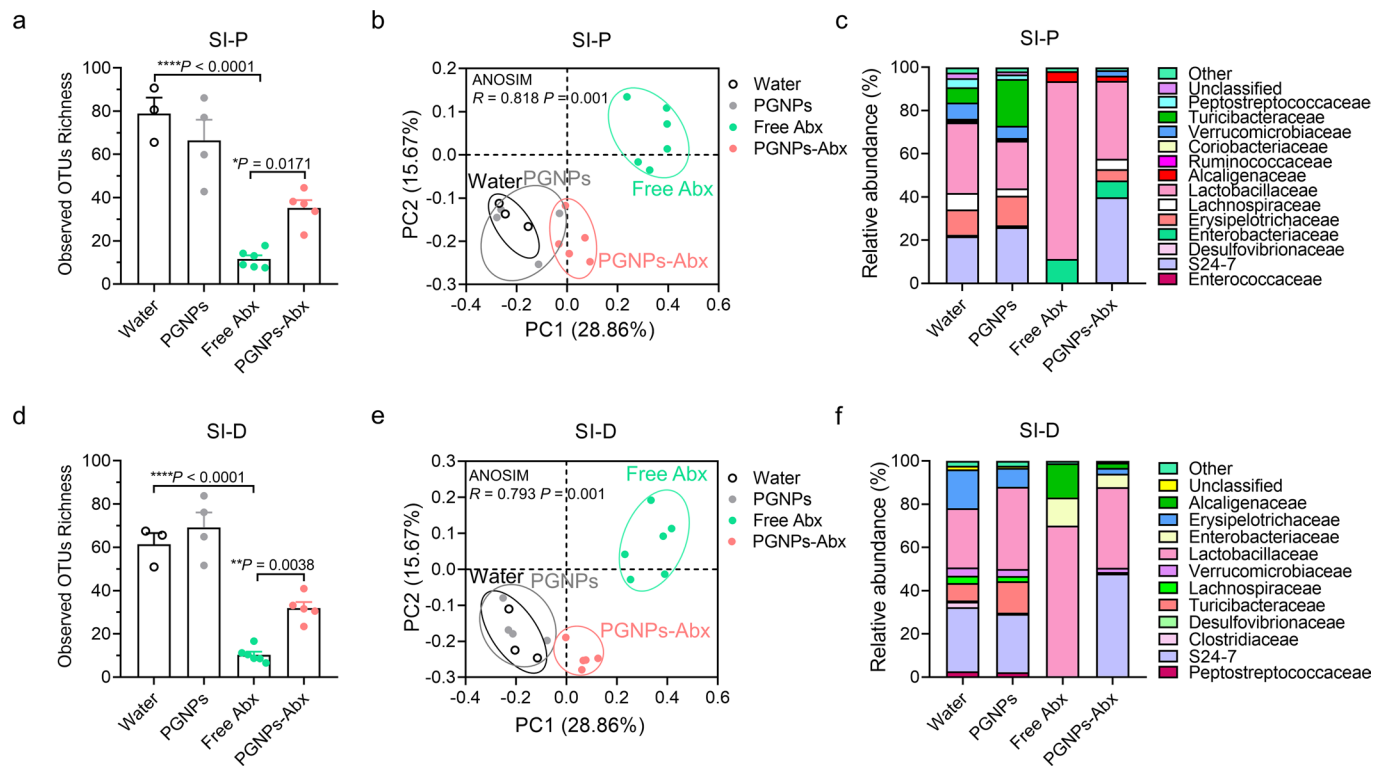 a
SI-P
Observed OTUs Richness
100
80
60
40
20
0
****P < 0.0001
*P = 0.0171
Water
PGNPs
Free Abx
PGNPs-Abx
b
SI-P
PC2 (15.67%)
0.2
0.1
0.0
-0.1
-0.2
-0.3
ANOSIM
R = 0.818 P = 0.001
Water
PGNPs
Free Abx
PGNPs-Abx
Free Abx
Water
PGNPs
PGNPs-Abx
-0.4
-0.2
0.0
0.2
0.4
0.6
PC1 (28.86%)
c
SI-P
Relative abundance (%)
100
80
60
40
20
0
Water
PGNPs
Free Abx
PGNPs-Abx
Other
Unclassified
Peptostreptococcaceae
Turicibacteraceae
Verrucomicrobiaceae
Coriobacteriaceae
Ruminococcaceae
Alcaligenaceae
Lactobacillaceae
Lachnospiraceae
Erysipelotrichaceae
Enterobacteriaceae
Desulfovibrionaceae
S24-7
Enterococcaceae
d
SI-D
Observed OTUs Richness
100
80
60
40
20
0
****P < 0.0001
**P = 0.0038
Water
PGNPs
Free Abx
PGNPs-Abx
e
SI-D
PC2 (15.67%)
0.3
0.2
0.1
0.0
-0.1
-0.2
-0.3
ANOSIM
R = 0.793 P = 0.001
Free Abx
Water
PGNPs
Free Abx
PGNPs-Abx
Water
PGNPs
PGNPs-Abx
-0.4
-0.2
0.0
0.2
0.4
0.6
PC1 (28.86%)
f
SI-D
Relative abundance (%)
100
80
60
40
20
0
Water
PGNPs
Free Abx
PGNPs-Abx
Other
Unclassified
Alcaligenaceae
Erysipelotrichaceae
Enterobacteriaceae
Lactobacillaceae
Verrucomicrobiaceae
Lachnospiraceae
Turicibacteraceae
Desulfovibrionaceae
Clostridiaceae
S24-7
Peptostreptococcaceae